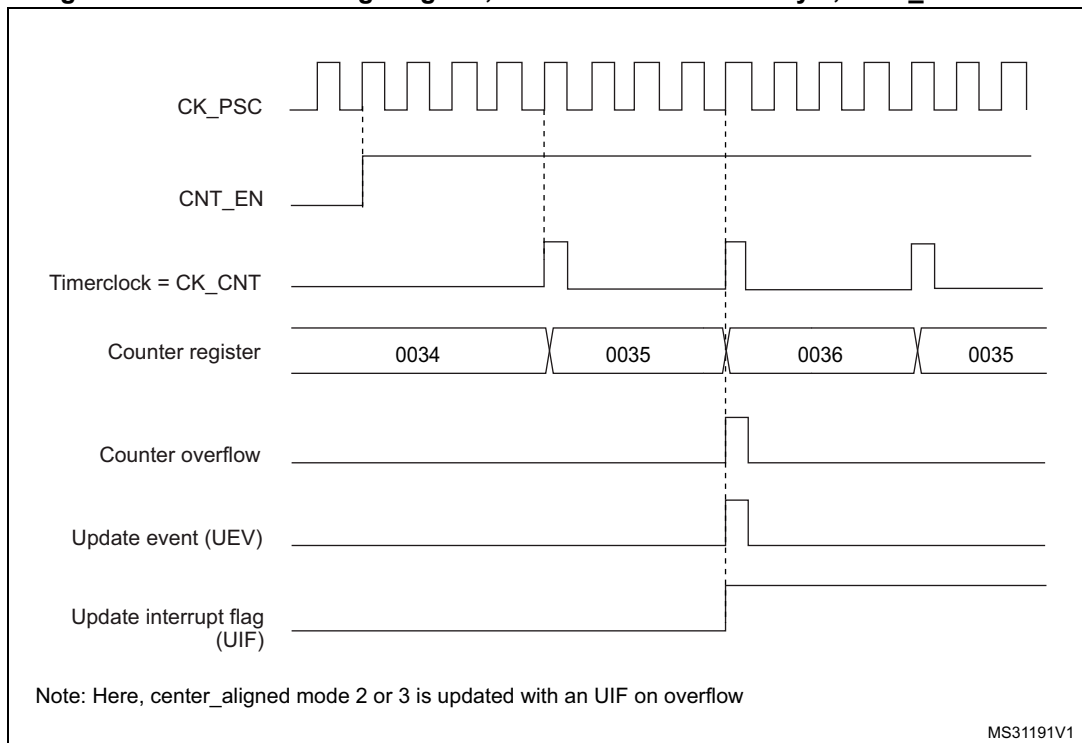 CK_PSC
CNT_EN
Timerclock = CK_CNT
Counter register
0034
0035
0036
0035
Counter overflow
Update event (UEV)
Update interrupt flag
(UIF)
Note: Here, center_aligned mode 2 or 3 is updated with an UIF on overflow
MS31191V1